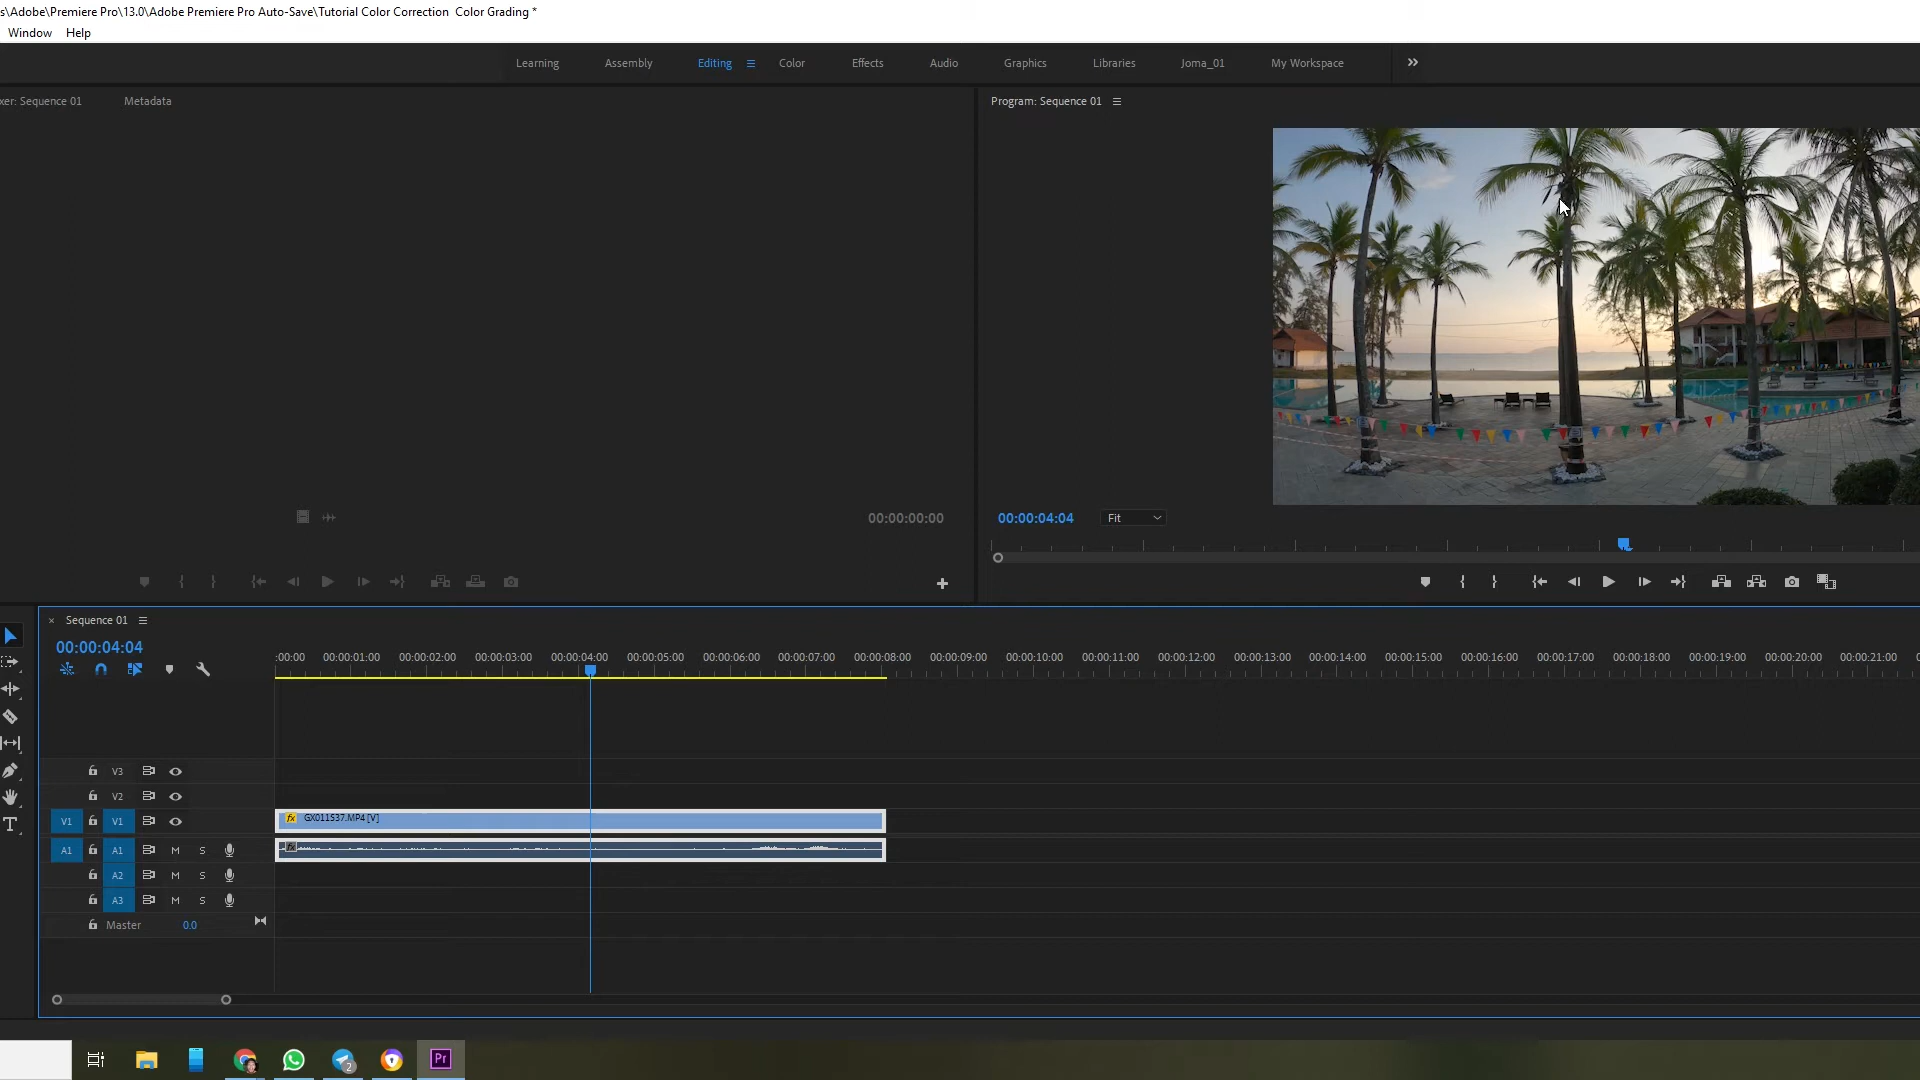 s\Adobe\Premiere Pro\13.0\Adobe Premiere Pro Auto-Save\Tutorial Color Correction  Color Grading *
Window Help
Learning Assembly Editing Color Effects Audio Graphics Libraries Joma_01 My Workspace
xer: Sequence 01 Metadata
Program: Sequence 01
00:00:00:00
00:00:04:04 Fit
Sequence 01
00:00:04:04
:00:00 00:00:01:00 00:00:02:00 00:00:03:00 00:00:04:00 00:00:05:00 00:00:06:00 00:00:07:00 00:00:08:00 00:00:09:00 00:00:10:00 00:00:11:00 00:00:12:00 00:00:13:00 00:00:14:00 00:00:15:00 00:00:16:00 00:00:17:00 00:00:18:00 00:00:19:00 00:00:20:00 00:00:21:00
V3
V2
V1 V1 fx GX011537.MP4 [V]
A1 A1 M S fx
A2 M S
A3 M S
Master 0.0
2 Pr